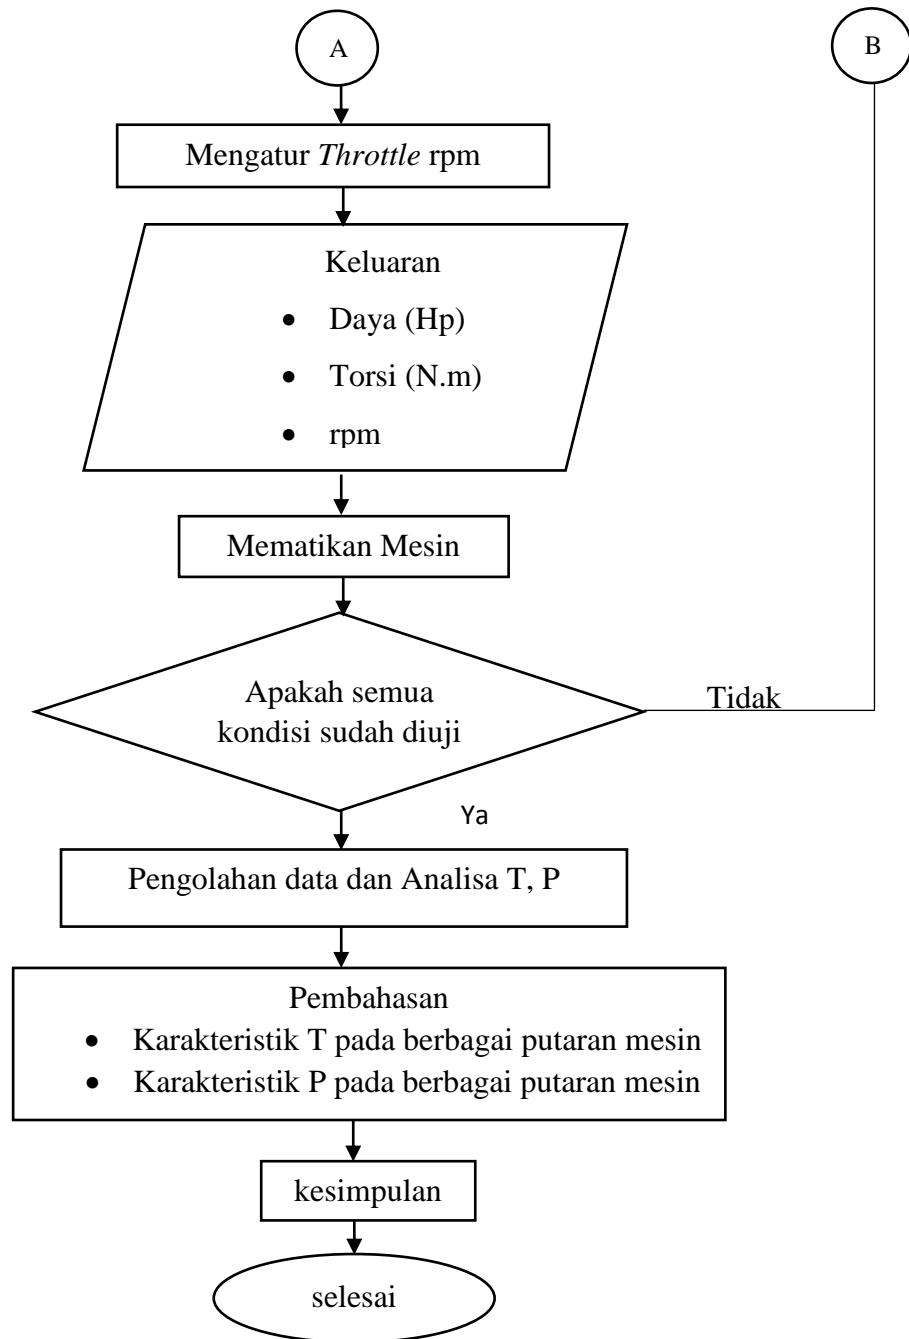 A
B
Mengatur Throttle rpm
Keluaran
• Daya (Hp)
• Torsi (N.m)
• rpm
Mematikan Mesin
Apakah semua
kondisi sudah diuji
Tidak
Ya
Pengolahan data dan Analisa T, P
Pembahasan
• Karakteristik T pada berbagai putaran mesin
• Karakteristik P pada berbagai putaran mesin
kesimpulan
selesai